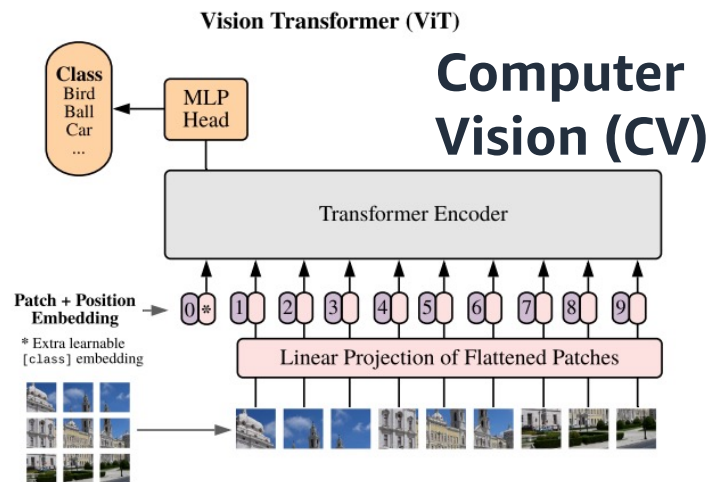 Vision Transformer (ViT)
Computer
Vision (CV)
Class
Bird
Ball
Car
...
MLP
Head
Transformer Encoder
Patch + Position
Embedding
0 * 1 2 3 4 5 6 7 8 9
* Extra learnable
[class] embedding
Linear Projection of Flattened Patches